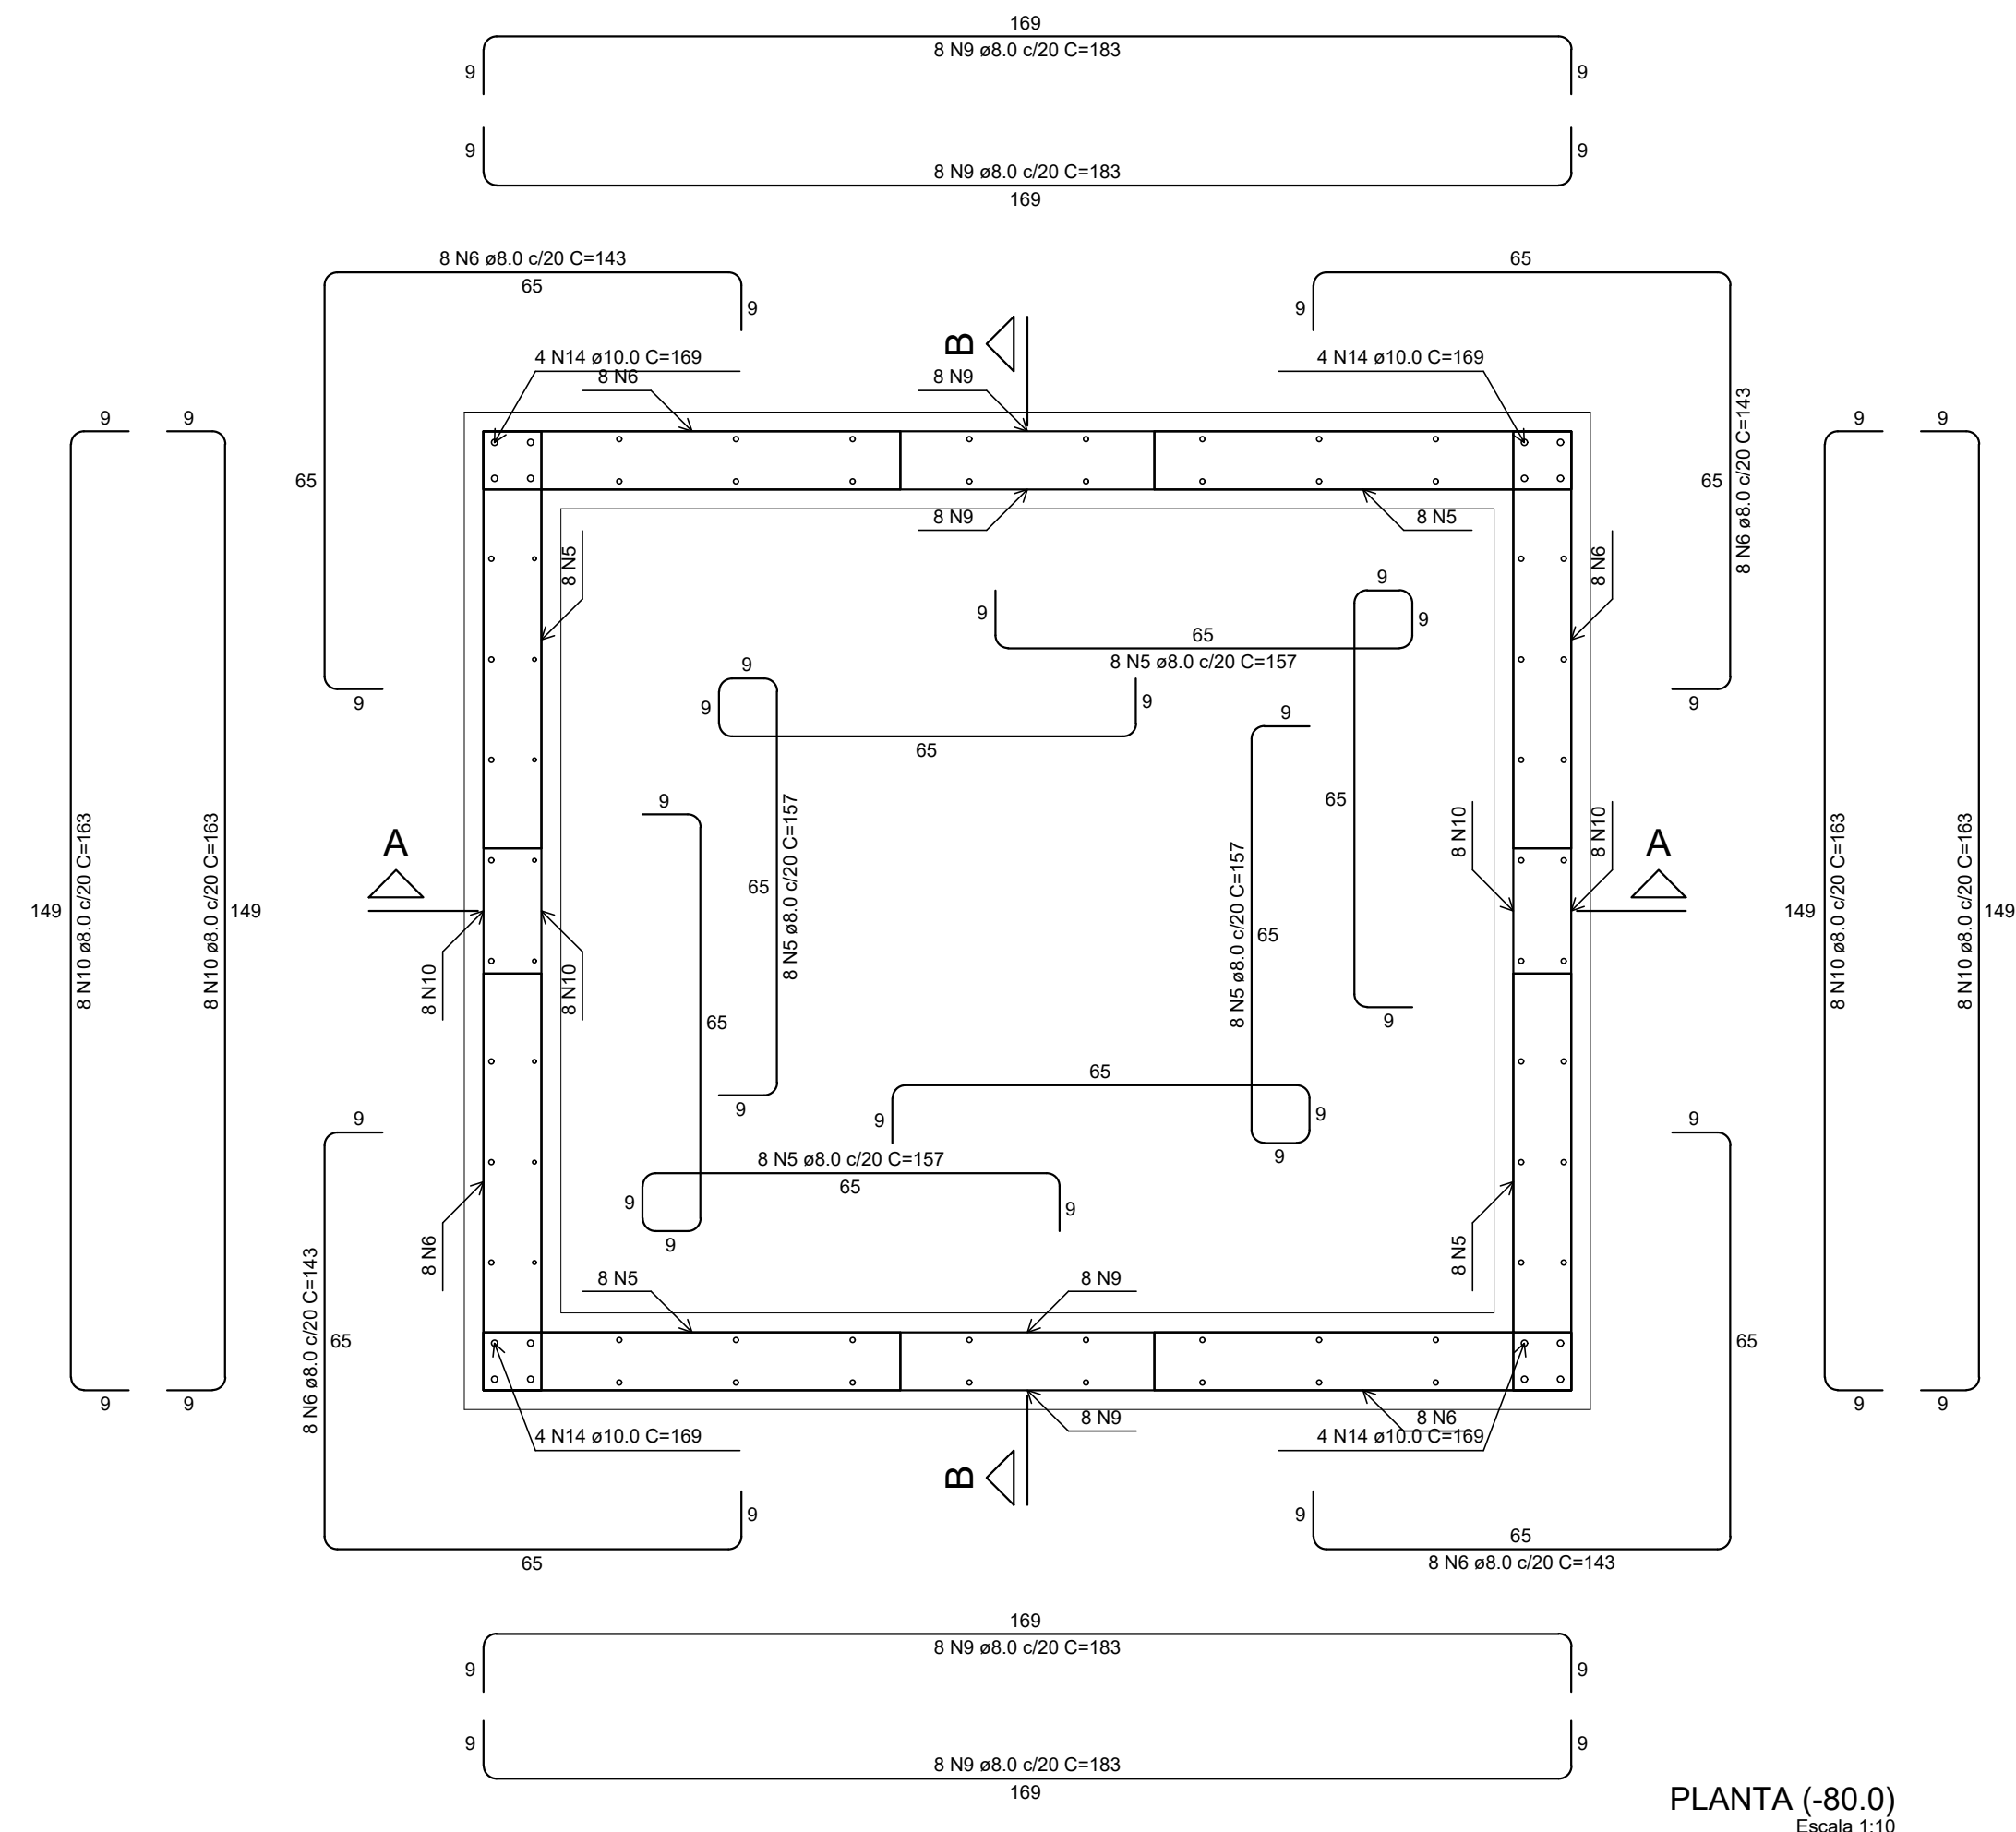 169
8 N9 ø8.0 c/20 C=183
9
9
9
9
8 N9 ø8.0 c/20 C=183
169
8 N6 ø8.0 c/20 C=143
65
9
65
9
65
9
65
8 N6 ø8.0 c/20 C=143
9
B
4 N14 ø10.0 C=169
8 N6
8 N9
4 N14 ø10.0 C=169
9
9
9
9
8 N9
8 N5
8 N5
8 N6
9
65
8 N5 ø8.0 c/20 C=157
9
9
65
9
9
9
9
65
65
8 N5 ø8.0 c/20 C=157
9
9
65
8 N5 ø8.0 c/20 C=157
9
9
65
149
8 N10 ø8.0 c/20 C=163
8 N10 ø8.0 c/20 C=163
149
A
8 N10
8 N10
8 N10
8 N10
A
149
8 N10 ø8.0 c/20 C=163
8 N10 ø8.0 c/20 C=163
149
65
9
9
9
8 N5 ø8.0 c/20 C=157
65
9
9
9
8 N6
8 N5
8 N5
8 N9
9
8 N6 ø8.0 c/20 C=143
65
9
65
9
65
9
9
9
9
4 N14 ø10.0 C=169
8 N9
8 N6
4 N14 ø10.0 C=169
B
9
65
9
65
8 N6 ø8.0 c/20 C=143
169
8 N9 ø8.0 c/20 C=183
9
9
9
9
8 N9 ø8.0 c/20 C=183
169
PLANTA (-80.0)
Escala 1:10